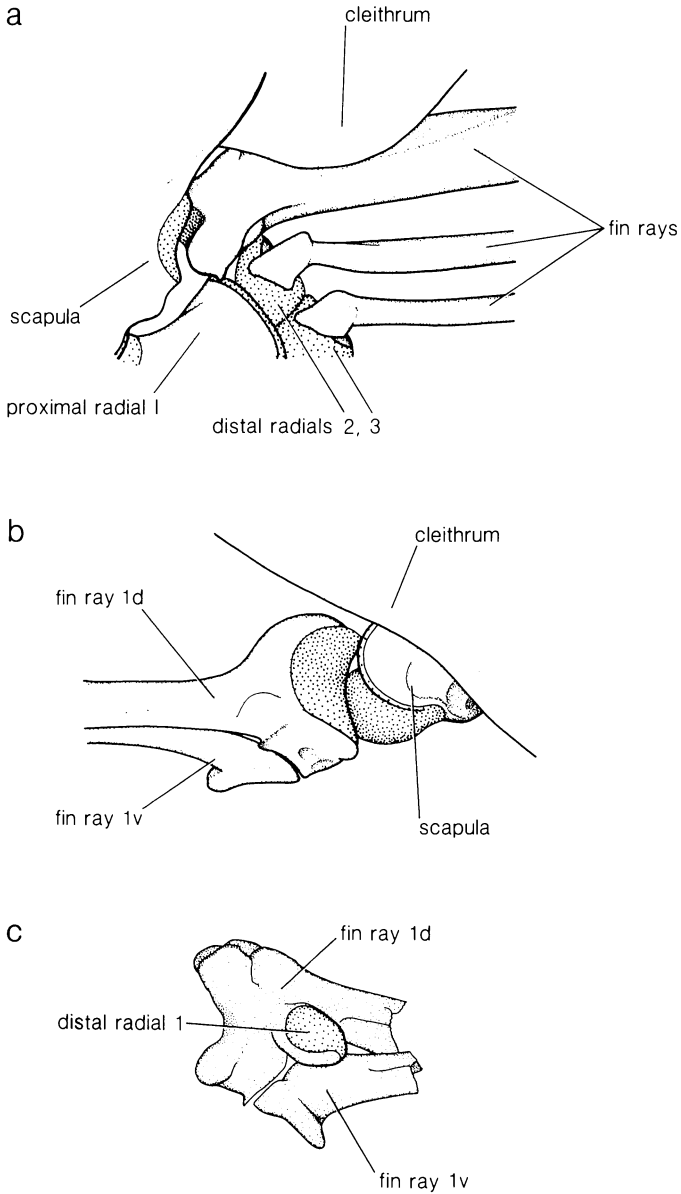 a
cleithrum
fin rays
scapula
proximal radial I
distal radials 2, 3
b
cleithrum
fin ray 1d
fin ray 1v
scapula
c
fin ray 1d
distal radial 1
fin ray 1v